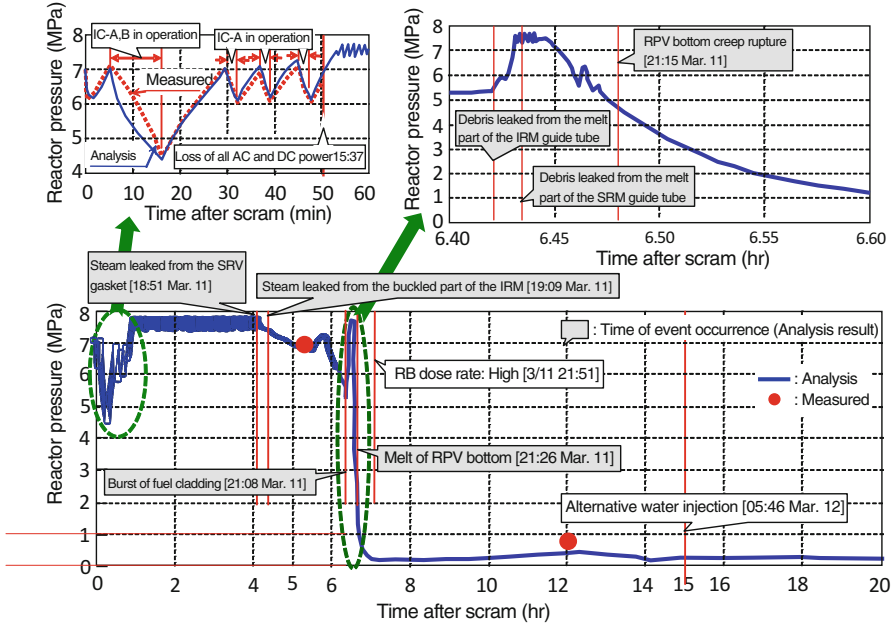 IC-A,B in operation
IC-A in operation
Reactor pressure (MPa)
8
7
6
5
4
Measured
Analysis
Loss of all AC and DC power15:37
0
10
20
30
40
50
60
Time after scram (min)
Reactor pressure (MPa)
8
7
6
5
4
3
2
1
0
RPV bottom creep rupture
[21:15 Mar. 11]
Debris leaked from the melt
part of the IRM guide tube
Debris leaked from the melt
part of the SRM guide tube
6.40
6.45
6.50
6.55
6.60
Time after scram (hr)
Steam leaked from the SRV
gasket [18:51 Mar. 11]
Steam leaked from the buckled part of the IRM [19:09 Mar. 11]
Reactor pressure (MPa)
8
7
6
5
4
3
2
1
0
: Time of event occurrence (Analysis result)
RB dose rate: High [3/11 21:51]
: Analysis
: Measured
Melt of RPV bottom [21:26 Mar. 11]
Burst of fuel cladding [21:08 Mar. 11]
Alternative water injection [05:46 Mar. 12]
0
2
4
5
6
8
10
12
14
15
16
18
20
Time after scram (hr)